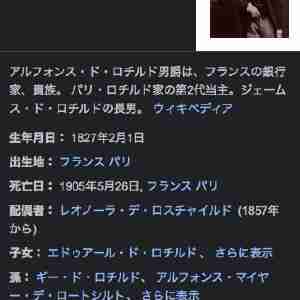 アルフォンス・ド・ロチルド男爵は、フランスの銀行
家、貴族。 パリ・ロチルド家の第2代当主。ジェーム
ス・ド・ロチルドの長男。 ウィキペディア
生年月日： 1827年2月1日
出生地： フランス パリ
死亡日： 1905年5月26日, フランス パリ
配偶者： レオノーラ・デ・ロスチャイルド (1857年
から)
子女： エドゥアール・ド・ロチルド、 さらに表示
孫： ギー・ド・ロチルド、 アルフォンス・マイヤ
ー・デ・ロートシルト、 さらに表示